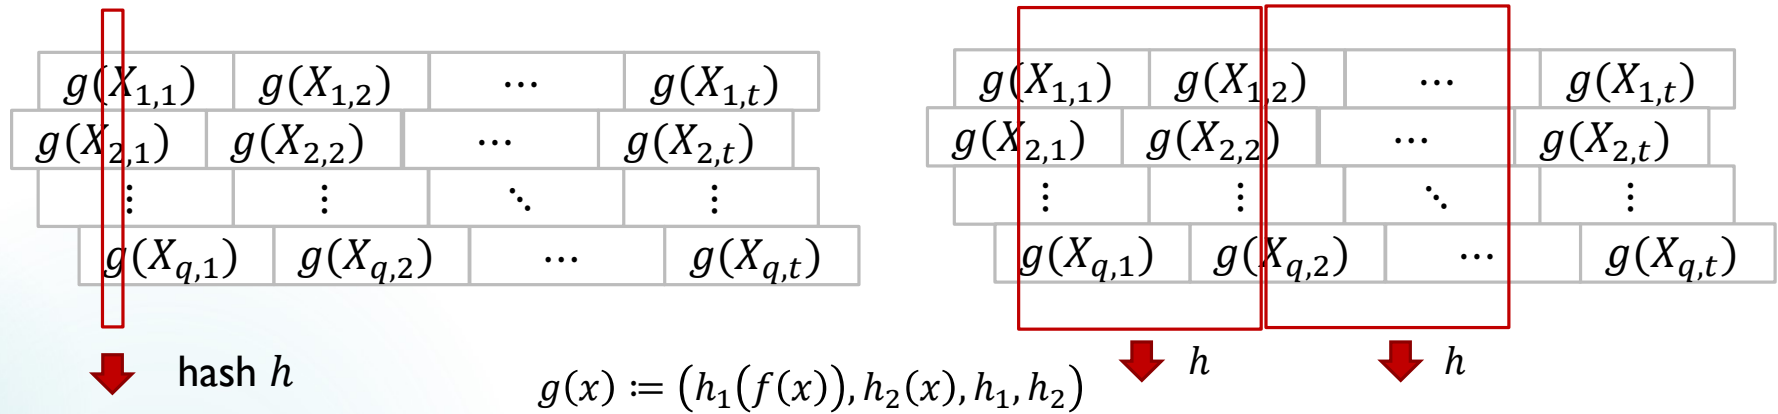 g(X_{1,1}) g(X_{1,2}) ⋯ g(X_{1,t})
g(X_{2,1}) g(X_{2,2}) ⋯ g(X_{2,t})
⋮ ⋮ ⋱ ⋮
g(X_{q,1}) g(X_{q,2}) ⋯ g(X_{q,t})
hash h
g(X_{1,1}) g(X_{1,2}) ⋯ g(X_{1,t})
g(X_{2,1}) g(X_{2,2}) ⋯ g(X_{2,t})
⋮ ⋮ ⋱ ⋮
g(X_{q,1}) g(X_{q,2}) ⋯ g(X_{q,t})
h h
g(x) ≔ (h_1(f(x)), h_2(x), h_1, h_2)